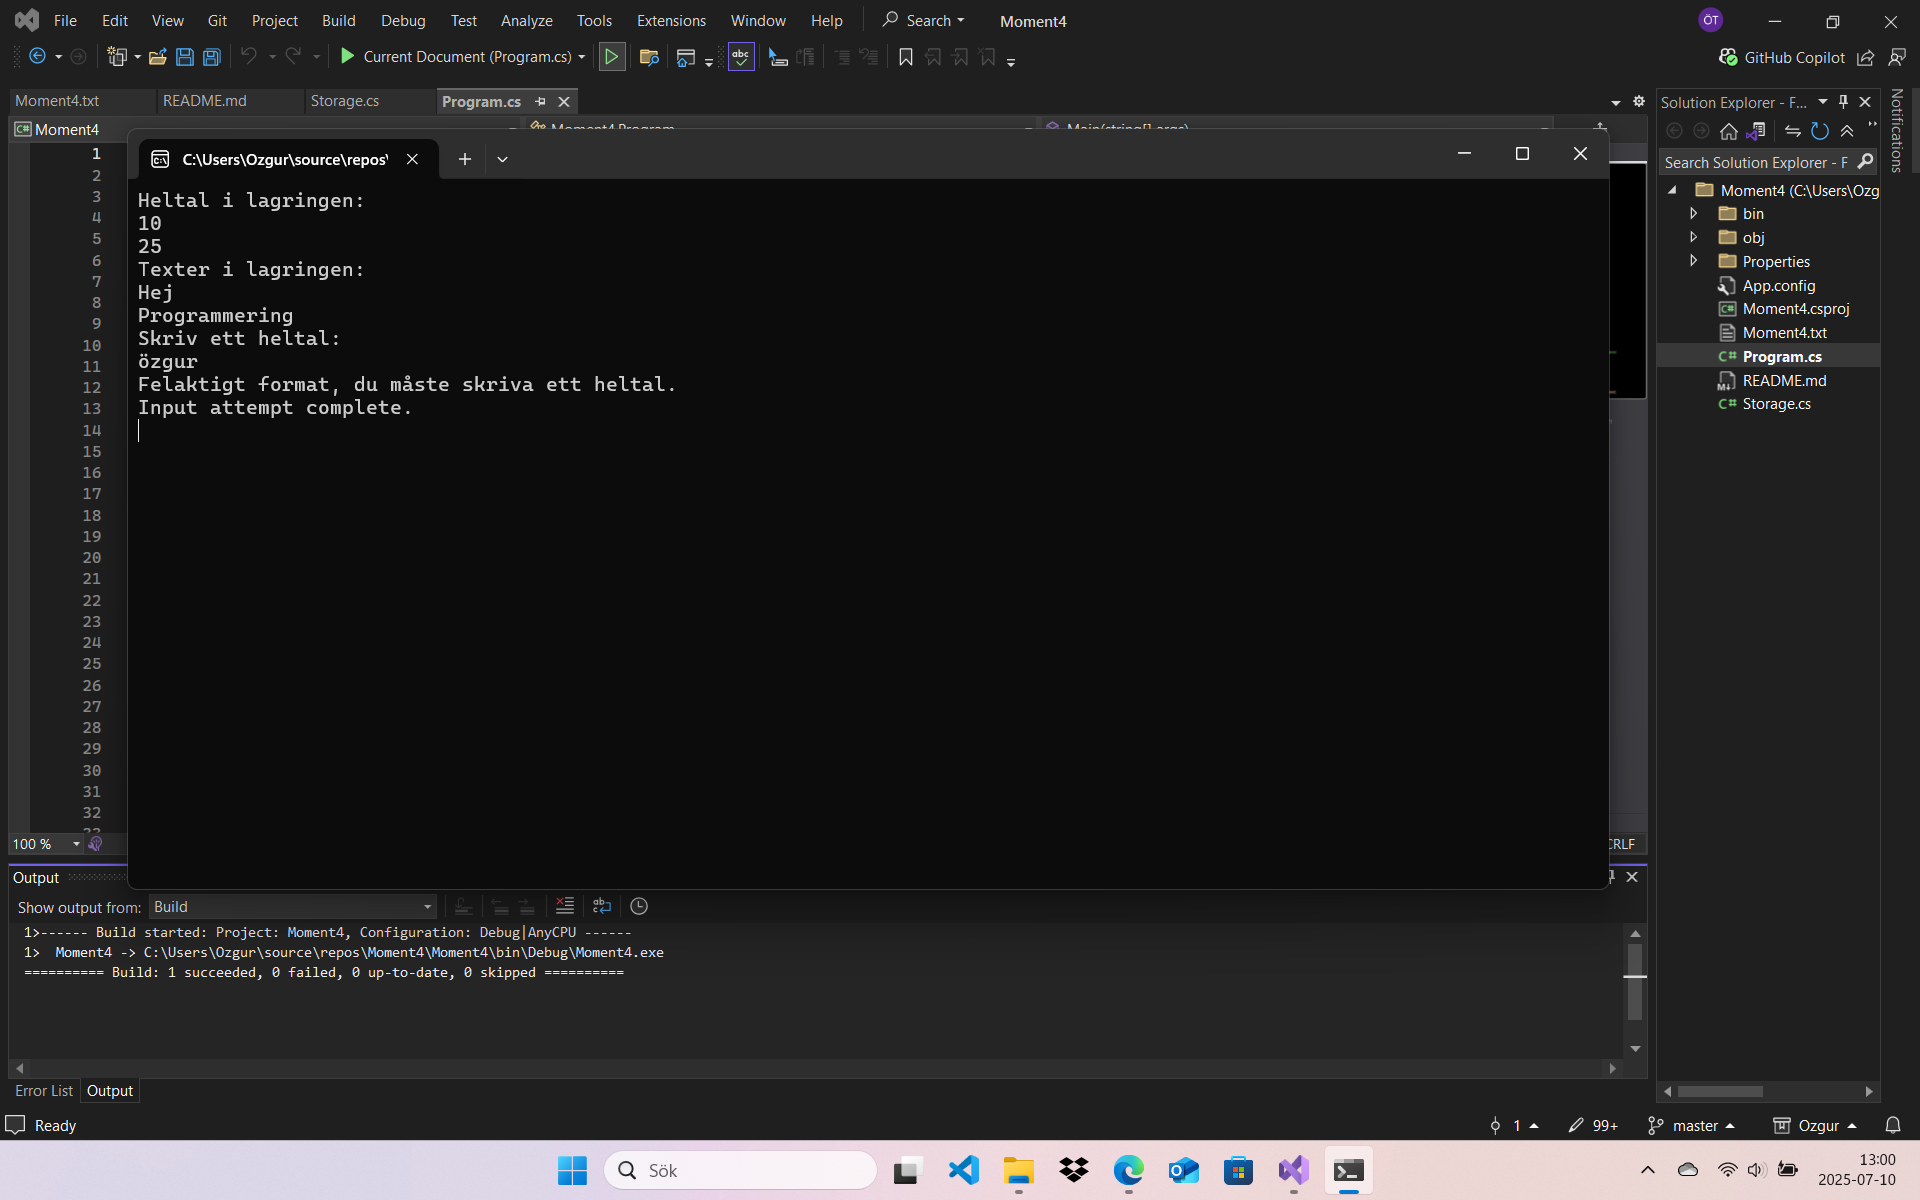 File Edit View Git Project Build Debug Test Analyze Tools Extensions Window Help Search Moment4 ÖT
Current Document (Program.cs) abc GitHub Copilot
Moment4.txt README.md Storage.cs Program.cs
Solution Explorer - F...
Notifications
Moment4 Moment4.Program Main(string[] args)
C:\Users\Ozgur\source\repos\
Search Solution Explorer - F
Moment4 (C:\Users\Ozg
bin
obj
Properties
App.config
Moment4.csproj
Moment4.txt
Program.cs
README.md
Storage.cs
1
2
3
4
5
6
7
8
9
10
11
12
13
14
15
16
17
18
19
20
21
22
23
24
25
26
27
28
29
30
31
32
33
Heltal i lagringen:
10
25
Texter i lagringen:
Hej
Programmering
Skriv ett heltal:
özgur
Felaktigt format, du måste skriva ett heltal.
Input attempt complete.
100 % CRLF
Output
Show output from: Build
1>------ Build started: Project: Moment4, Configuration: Debug|AnyCPU ------
1>  Moment4 -> C:\Users\Ozgur\source\repos\Moment4\Moment4\bin\Debug\Moment4.exe
========== Build: 1 succeeded, 0 failed, 0 up-to-date, 0 skipped ==========
Error List Output
Ready 1 99+ master Ozgur
Sök
13:00
2025-07-10